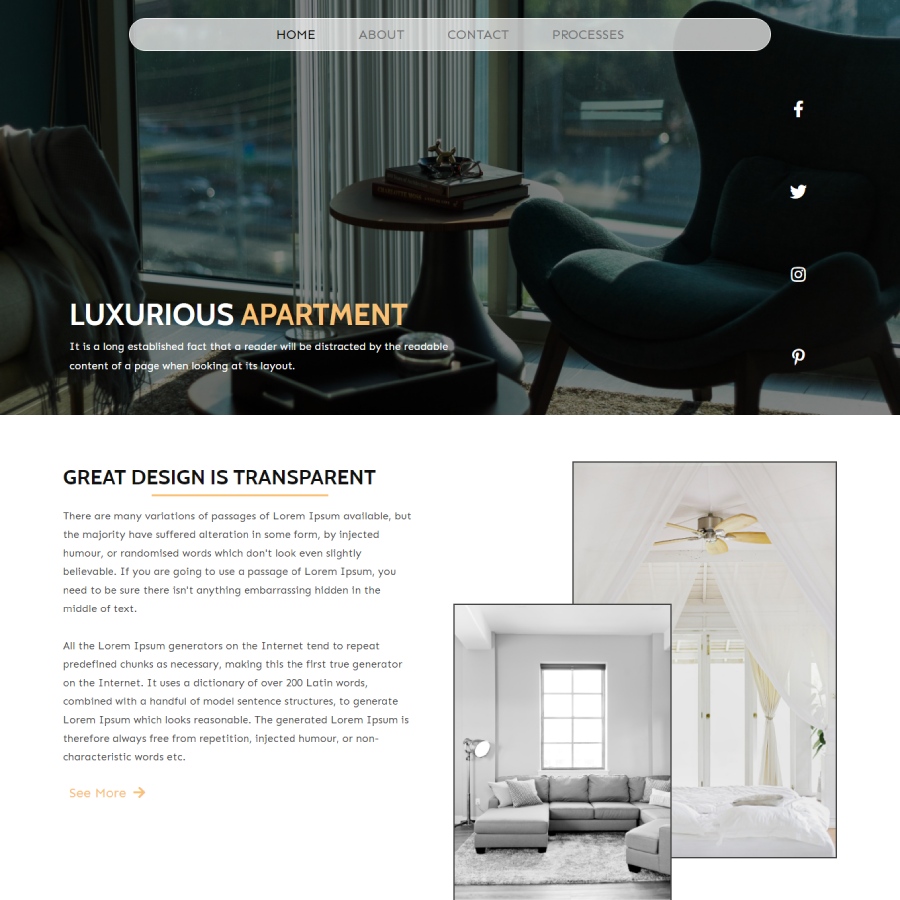 HOME ABOUT CONTACT PROCESSES
LUXURIOUS APARTMENT
It is a long established fact that a reader will be distracted by the readable
content of a page when looking at its layout.
GREAT DESIGN IS TRANSPARENT
There are many variations of passages of Lorem Ipsum available, but
the majority have suffered alteration in some form, by injected
humour, or randomised words which don't look even slightly
believable. If you are going to use a passage of Lorem Ipsum, you
need to be sure there isn't anything embarrassing hidden in the
middle of text.
All the Lorem Ipsum generators on the Internet tend to repeat
predefined chunks as necessary, making this the first true generator
on the Internet. It uses a dictionary of over 200 Latin words,
combined with a handful of model sentence structures, to generate
Lorem Ipsum which looks reasonable. The generated Lorem Ipsum is
therefore always free from repetition, injected humour, or non-
characteristic words etc.
See More